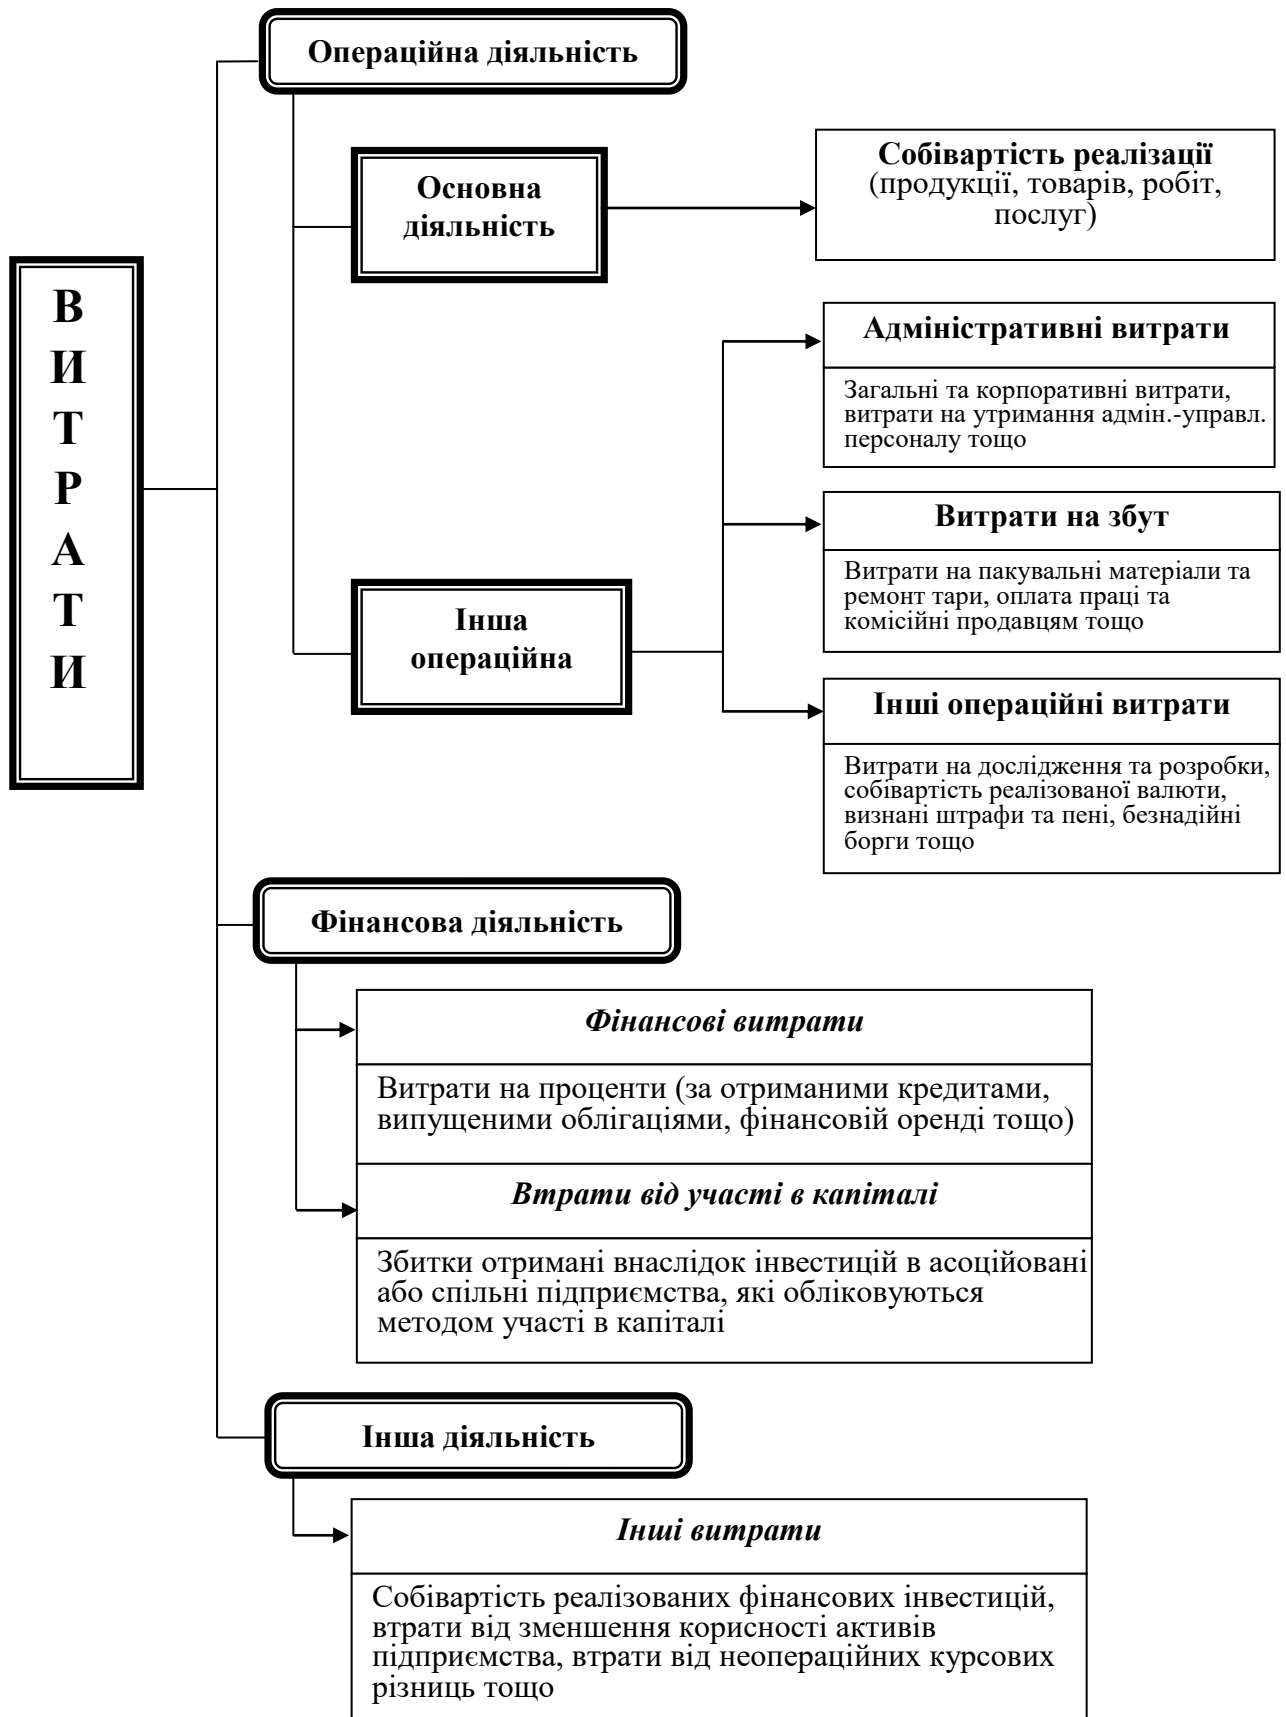 Операційна діяльність
Основна
діяльність
Собівартість реалізації
(продукції, товарів, робіт,
послуг)
В
И
Т
Р
А
Т
И
Адміністративні витрати
Загальні та корпоративні витрати,
витрати на утримання адмін.-управл.
персоналу тощо
Витрати на збут
Витрати на пакувальні матеріали та
ремонт тари, оплата праці та
комісійні продавцям тощо
Інша
операційна
Інші операційні витрати
Витрати на дослідження та розробки,
собівартість реалізованої валюти,
визнані штрафи та пені, безнадійні
борги тощо
Фінансова діяльність
Фінансові витрати
Витрати на проценти (за отриманими кредитами,
випущеними облігаціями, фінансовій оренді тощо)
Втрати від участі в капіталі
Збитки отримані внаслідок інвестицій в асоційовані
або спільні підприємства, які обліковуються
методом участі в капіталі
Інша діяльність
Інші витрати
Собівартість реалізованих фінансових інвестицій,
втрати від зменшення корисності активів
підприємства, втрати від неопераційних курсових
різниць тощо